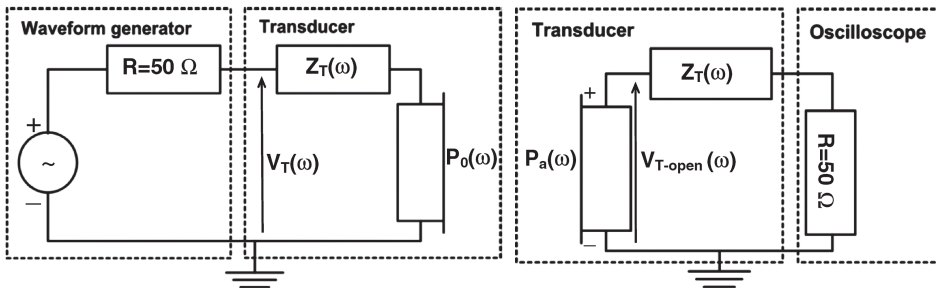 Waveform generator
Transducer
R=50 Ω
Z_T(ω)
+
~
−
V_T(ω)
P_0(ω)
Transducer
Oscilloscope
Z_T(ω)
+
P_a(ω)
V_T-open (ω)
−
R=50 Ω